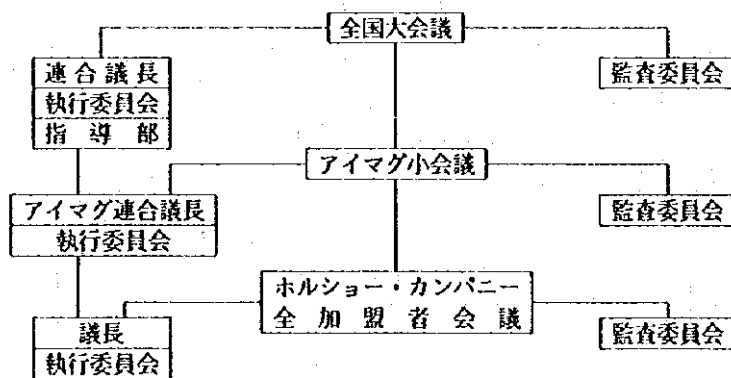 全国大会議
連合議長
執行委員会
指導部
監査委員会
アイマグ小会議
アイマグ連合議長
執行委員会
監査委員会
ホルショー・カンパニー
全加盟者会議
議長
執行委員会
監査委員会